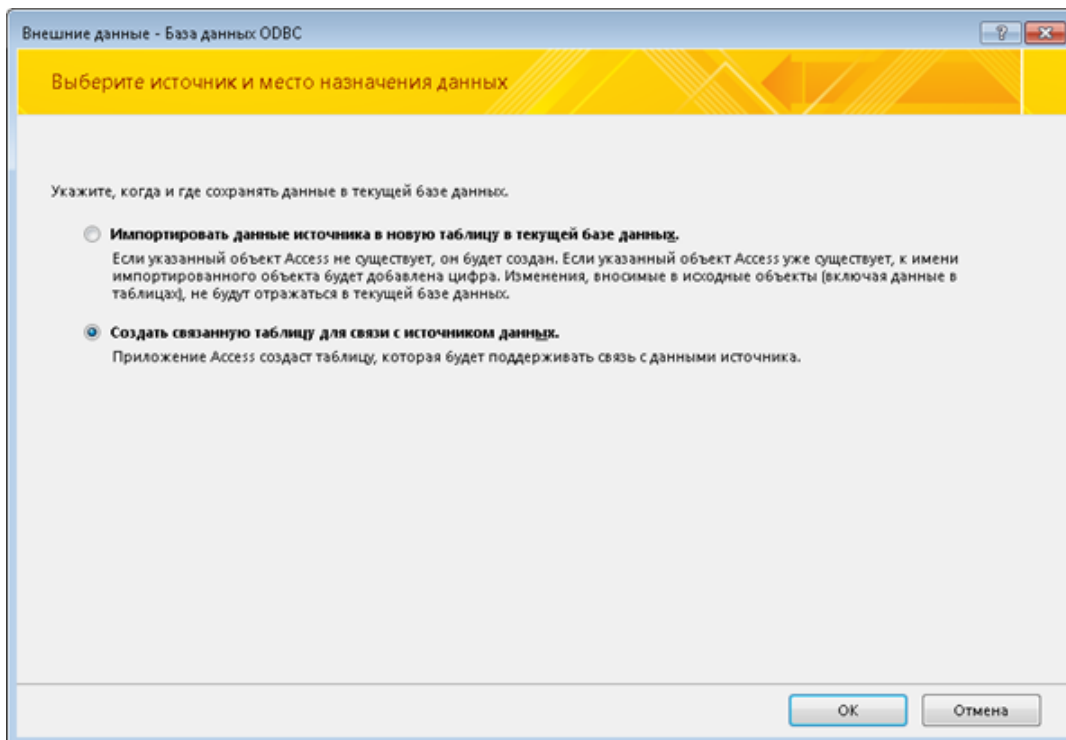 Внешние данные - База данных ODBC
Выберите источник и место назначения данных
Укажите, когда и где сохранять данные в текущей базе данных.
Импортировать данные источника в новую таблицу в текущей базе данных.
Если указанный объект Access не существует, он будет создан. Если указанный объект Access уже существует, к имени
импортированного объекта будет добавлена цифра. Изменения, вносимые в исходные объекты (включая данные в
таблицах), не будут отражаться в текущей базе данных.
Создать связанную таблицу для связи с источником данных.
Приложение Access создаст таблицу, которая будет поддерживать связь с данными источника.
ОК
Отмена